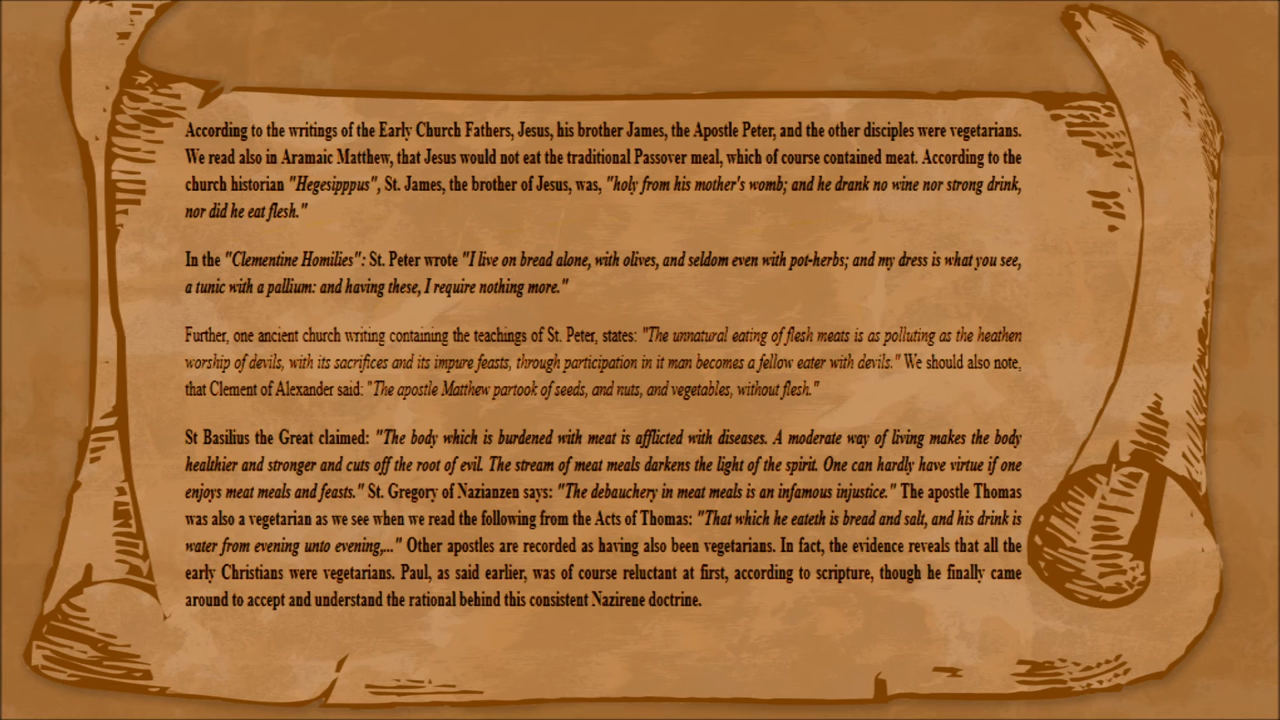 According to the writings of the Early Church Fathers, Jesus, his brother James, the Apostle Peter, and the other disciples were vegetarians.
We read also in Aramaic Matthew, that Jesus would not eat the traditional Passover meal, which of course contained meat. According to the
church historian "Hegesipppus", St. James, the brother of Jesus, was, "holy from his mother's womb; and he drank no wine nor strong drink,
nor did he eat flesh."
In the "Clementine Homilies": St. Peter wrote "I live on bread alone, with olives, and seldom even with pot-herbs; and my dress is what you see,
a tunic with a pallium: and having these, I require nothing more."
Further, one ancient church writing containing the teachings of St. Peter, states: "The unnatural eating of flesh meats is as polluting as the heathen
worship of devils, with its sacrifices and its impure feasts, through participation in it man becomes a fellow eater with devils." We should also note,
that Clement of Alexander said: "The apostle Matthew partook of seeds, and nuts, and vegetables, without flesh."
St Basilius the Great claimed: "The body which is burdened with meat is afflicted with diseases. A moderate way of living makes the body
healthier and stronger and cuts off the root of evil. The stream of meat meals darkens the light of the spirit. One can hardly have virtue if one
enjoys meat meals and feasts." St. Gregory of Nazianzen says: "The debauchery in meat meals is an infamous injustice." The apostle Thomas
was also a vegetarian as we see when we read the following from the Acts of Thomas: "That which he eateth is bread and salt, and his drink is
water from evening unto evening,..." Other apostles are recorded as having also been vegetarians. In fact, the evidence reveals that all the
early Christians were vegetarians. Paul, as said earlier, was of course reluctant at first, according to scripture, though he finally came
around to accept and understand the rational behind this consistent Nazirene doctrine.